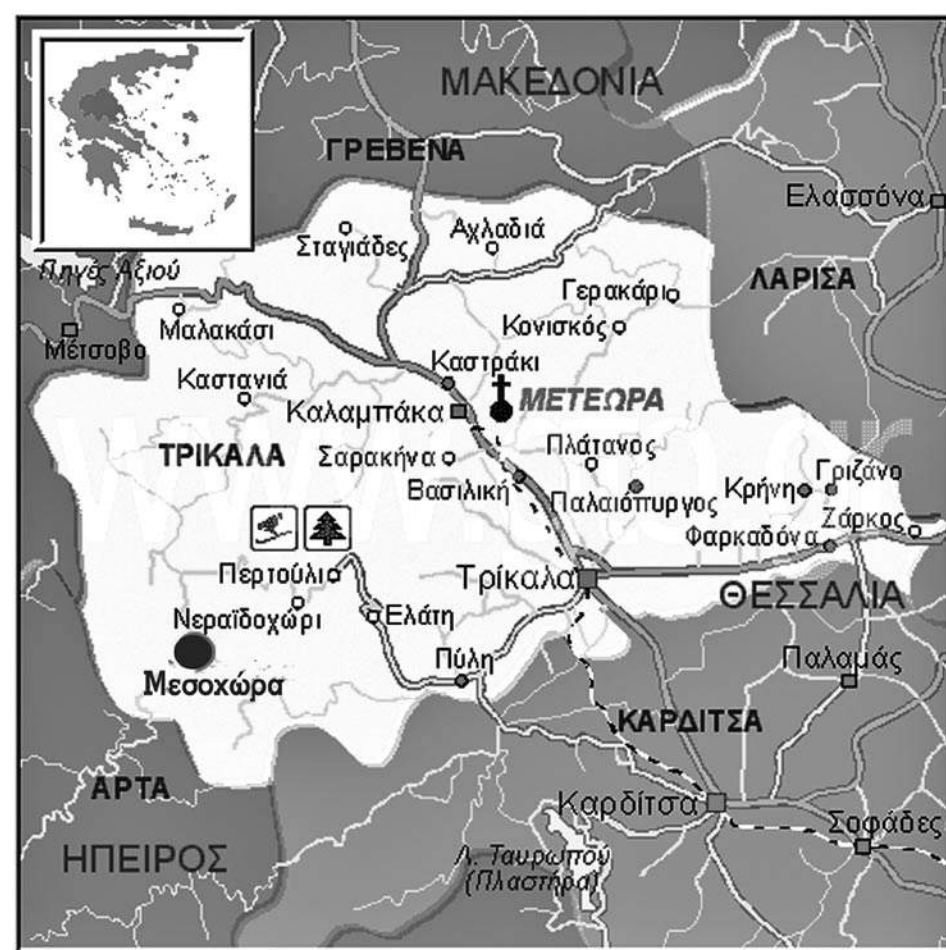 ΜΑΚΕΔΟΝΙΑ
ΓΡΕΒΕΝΑ
Ελασσόνα
Σταγιάδες
Αχλαδιά
Πηγές Αξιού
ΛΑΡΙΣΑ
Γερακάρι
Μαλακάσι
Κονισκός
Μέτσοβο
Καστράκι
Καστανιά
ΜΕΤΕΩΡΑ
Καλαμπάκα
Πλάτανος
ΤΡΙΚΑΛΑ
Σαρακήνα
Γριζάνο
Βασιλική
Παλαιόπυργος
Κρήνη
Ζάρκος
Φαρκαδόνα
Περτούλι
Τρίκαλα
ΘΕΣΣΑΛΙΑ
Νεραϊδοχώρι
Ελάτη
Πύλη
Παλαμάς
Μεσοχώρα
ΚΑΡΔΙΤΣΑ
ΑΡΤΑ
Καρδίτσα
Σοφάδες
ΗΠΕΙΡΟΣ
Λ. Ταυρωπού
(Πλαστήρα)